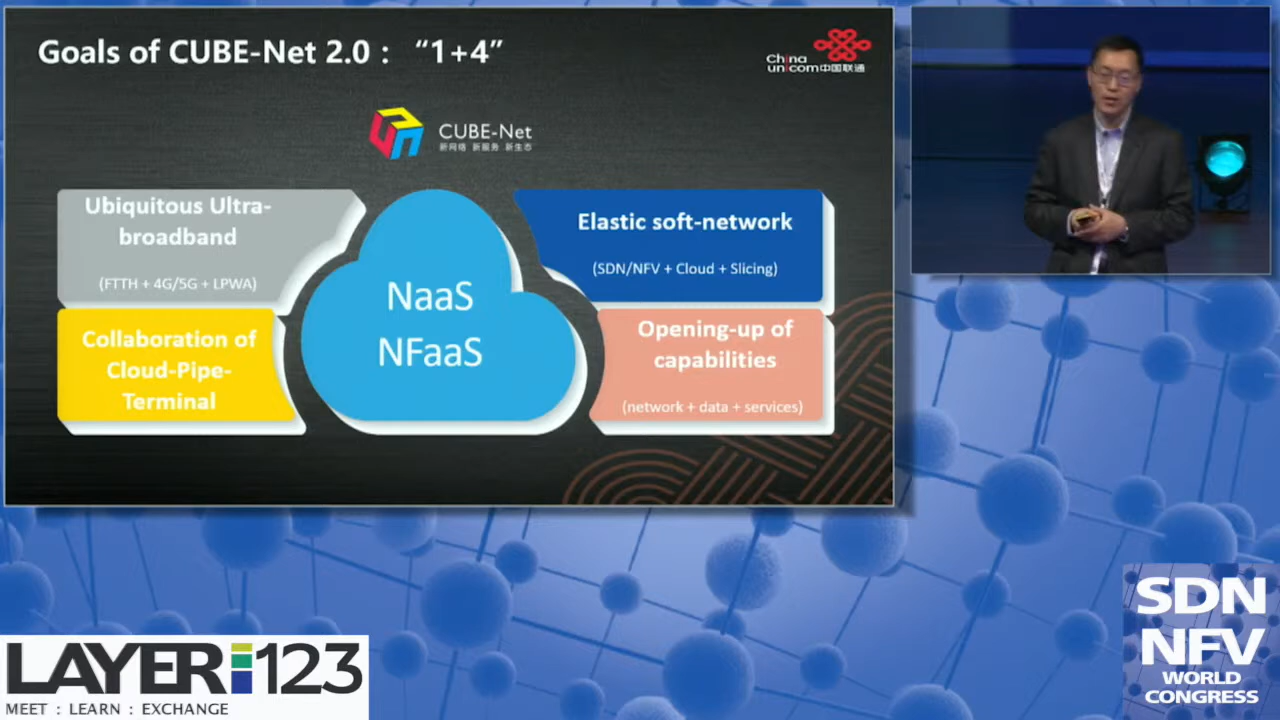 Goals of CUBE-Net 2.0： “1+4”
China
unicom中国联通
CUBE-Net
新网络 新服务 新生态
Ubiquitous Ultra-
broadband
(FTTH + 4G/5G + LPWA)
Elastic soft-network
(SDN/NFV + Cloud + Slicing)
NaaS
NFaaS
Collaboration of
Cloud-Pipe-
Terminal
Opening-up of
capabilities
(network + data + services)
LAYER123
MEET : LEARN : EXCHANGE
SDN
NFV
WORLD
CONGRESS